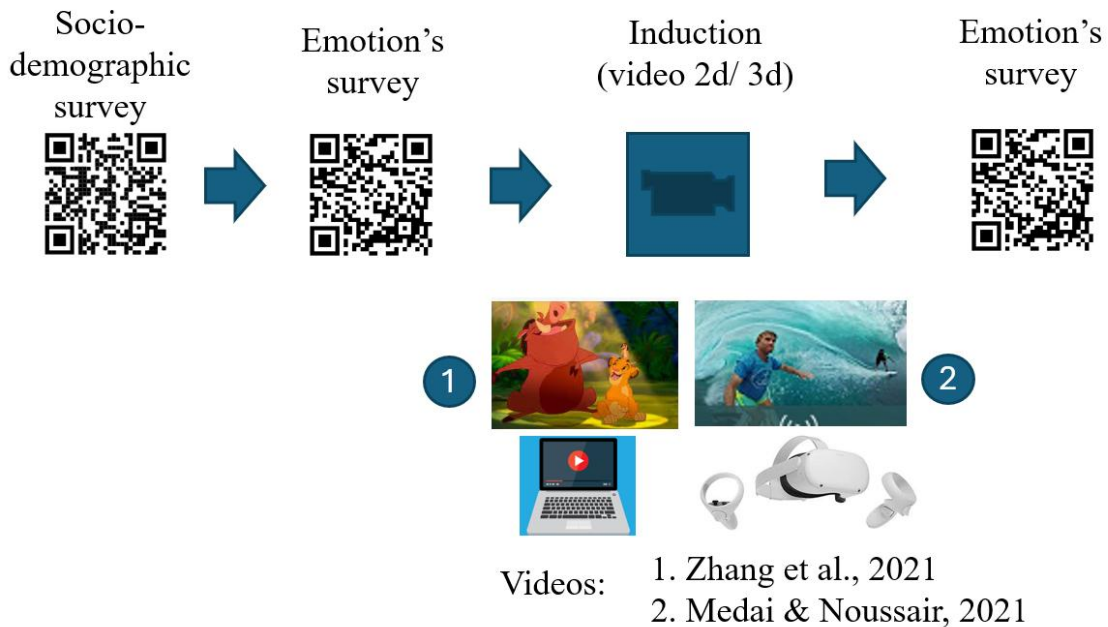 Socio-
demographic
survey
Emotion's
survey
Induction
(video 2d/ 3d)
Emotion's
survey
1
2
Videos:
1. Zhang et al., 2021
2. Medai & Noussair, 2021